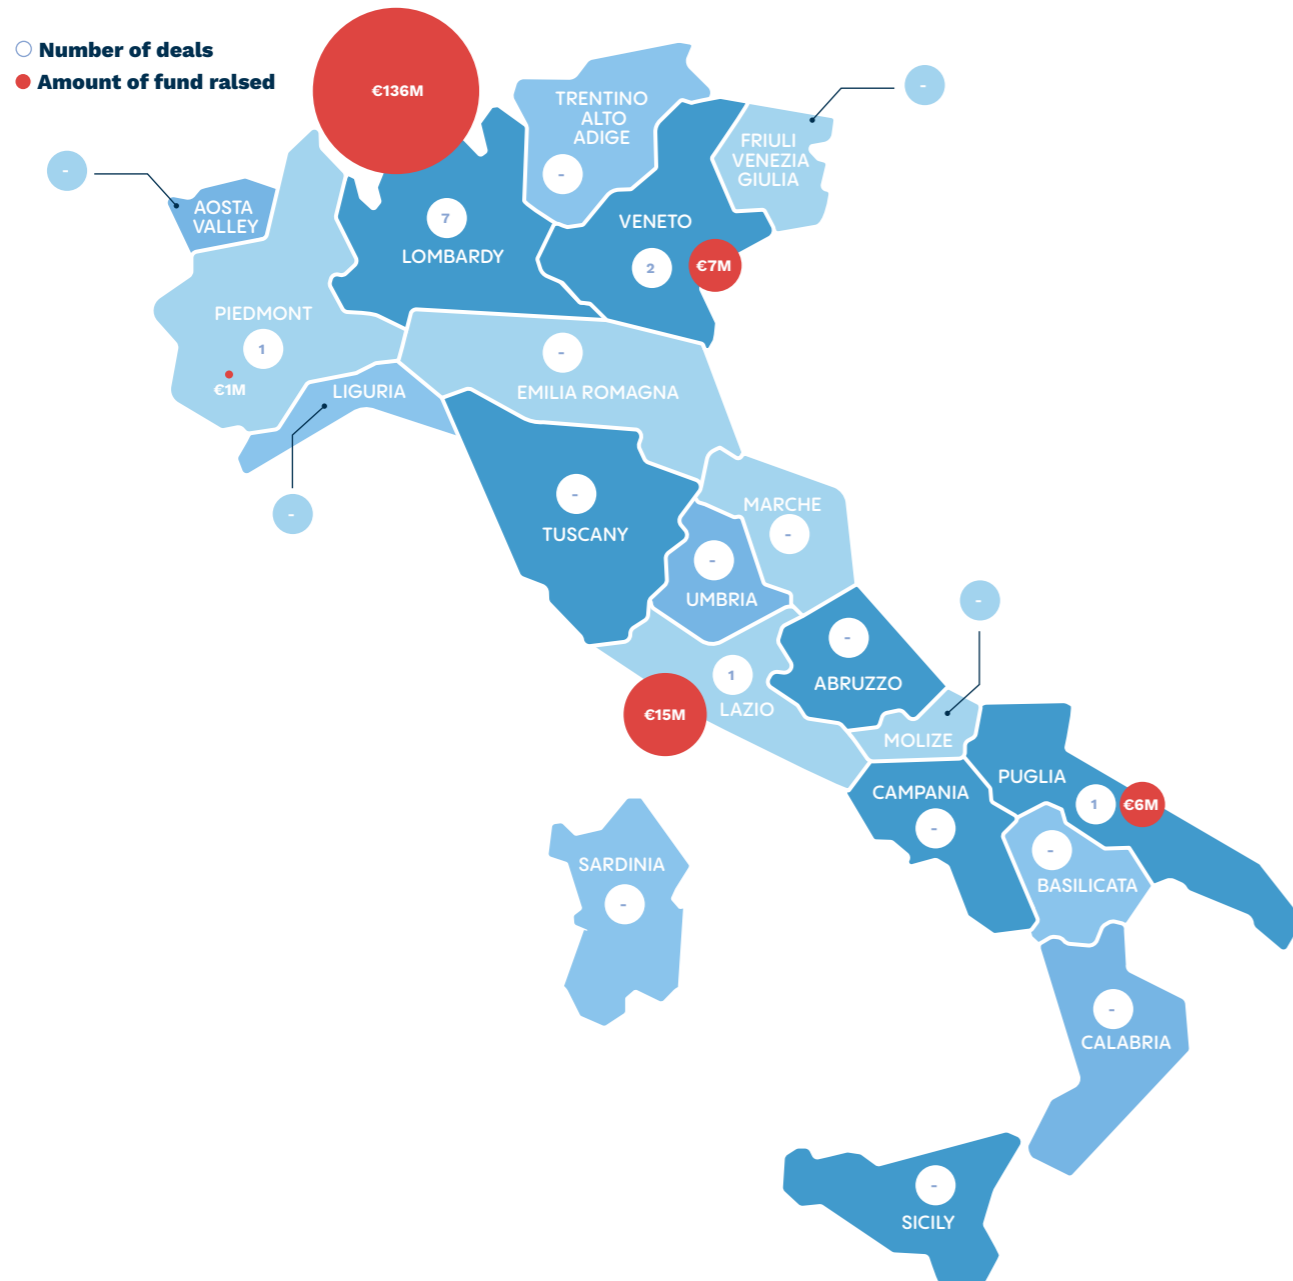 Number of deals
Amount of fund raIsed
€136M
TRENTINO
ALTO
ADIGE
-
-
FRIULI
VENEZIA
GIULIA
-
AOSTA
VALLEY
7
LOMBARDY
VENETO
2
€7M
PIEDMONT
1
€1M
-
EMILIA ROMAGNA
LIGURIA
-
-
TUSCANY
MARCHE
-
-
UMBRIA
-
-
ABRUZZO
1
LAZIO
€15M
MOLIZE
PUGLIA
1
€6M
CAMPANIA
-
-
BASILICATA
SARDINIA
-
-
CALABRIA
-
SICILY